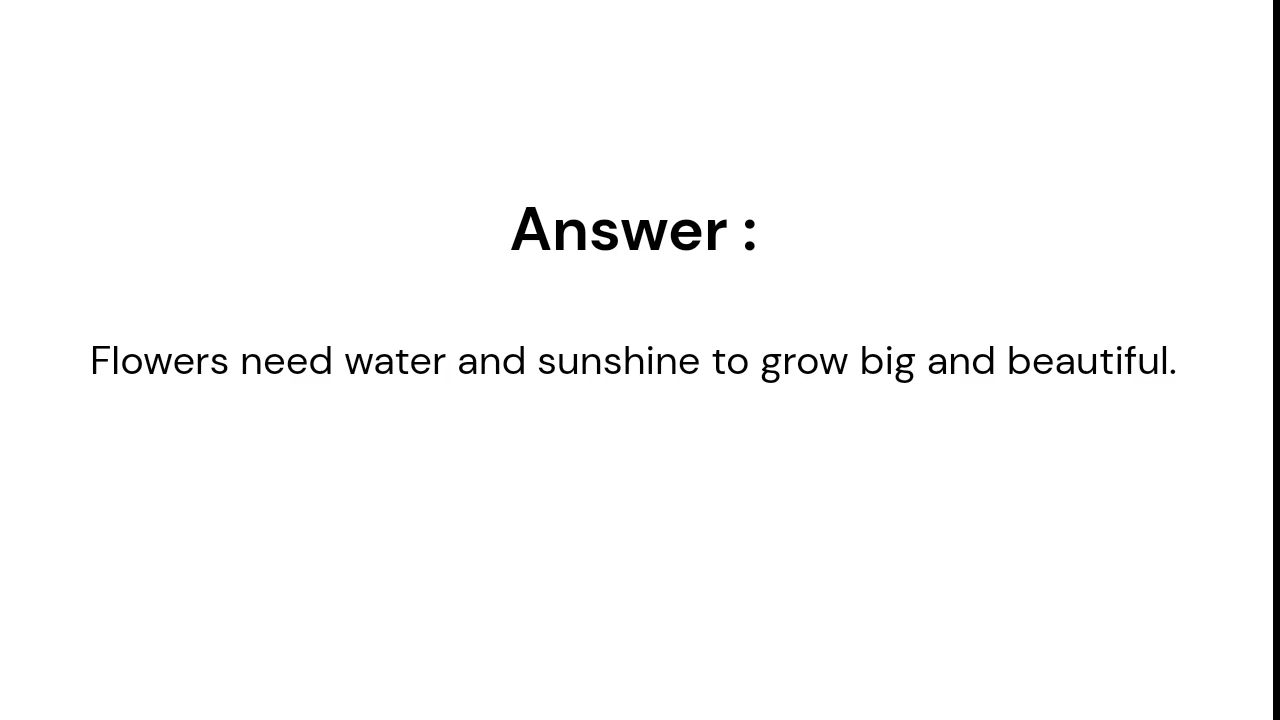 Answer :
Flowers need water and sunshine to grow big and beautiful.